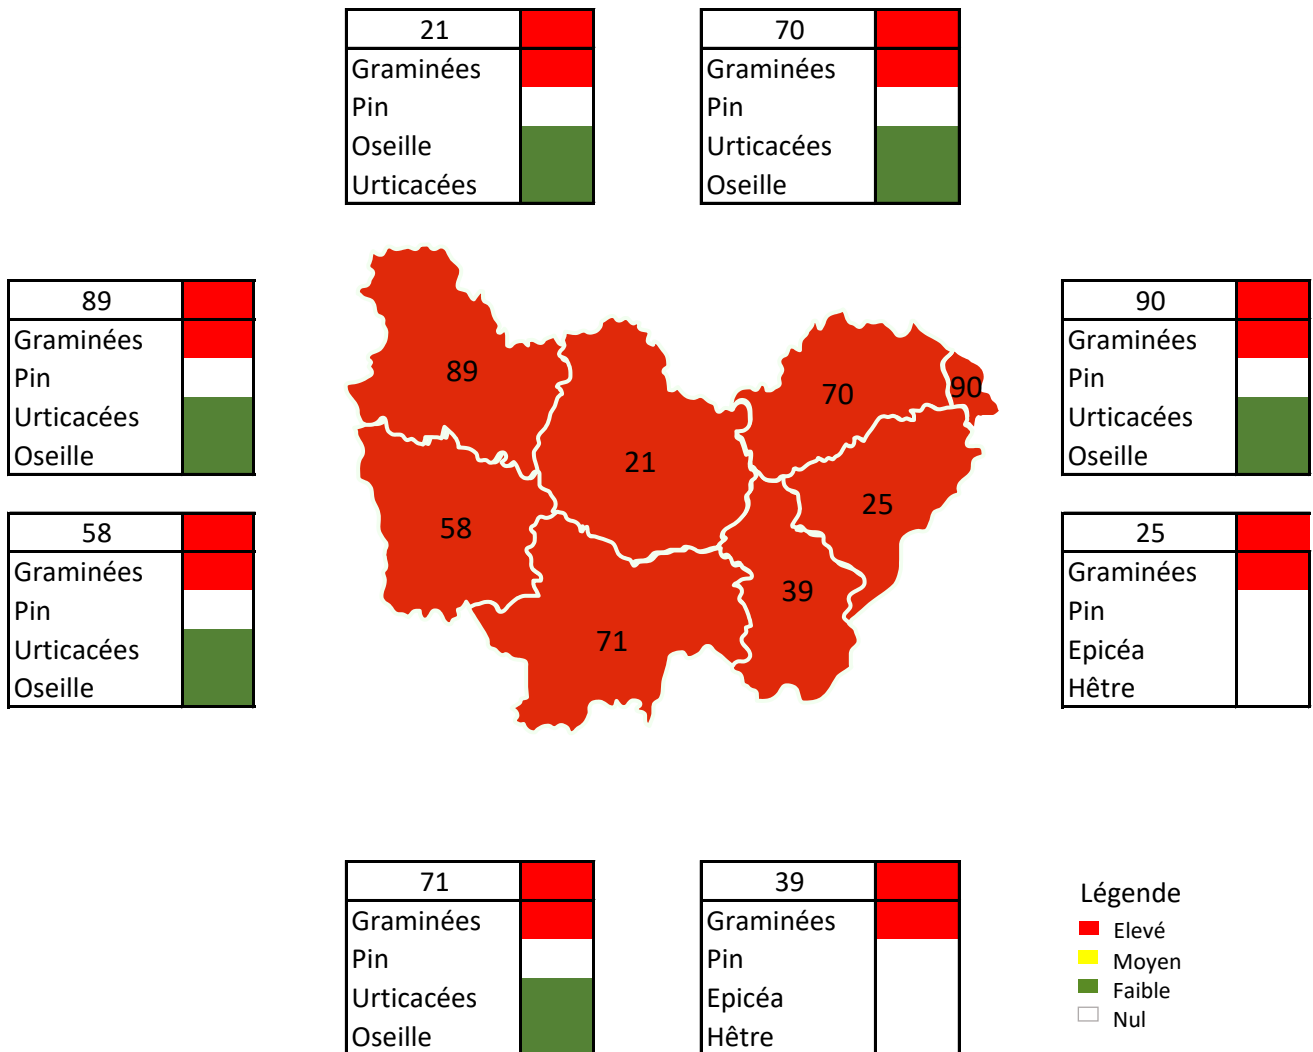 21
Graminées
Pin
Oseille
Urticacées
70
Graminées
Pin
Urticacées
Oseille
89
Graminées
Pin
Urticacées
Oseille
58
Graminées
Pin
Urticacées
Oseille
89
70
90
21
25
58
39
71
90
Graminées
Pin
Urticacées
Oseille
25
Graminées
Pin
Epicéa
Hêtre
71
Graminées
Pin
Urticacées
Oseille
39
Graminées
Pin
Epicéa
Hêtre
Légende
Elevé
Moyen
Faible
Nul